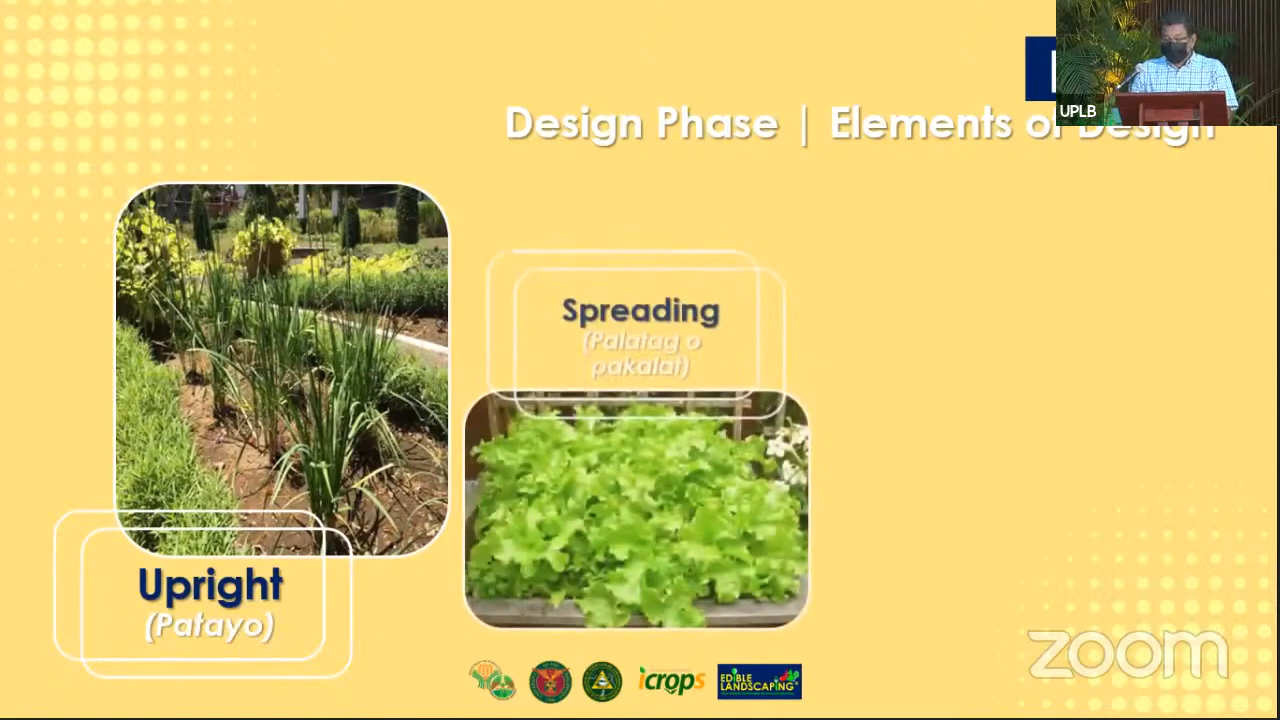 UPLB
Design Phase | Elements of Design
Spreading
(Palatag o
pakalat)
Upright
(Patayo)
icrops
EDIBLE
LANDSCAPING
zoom